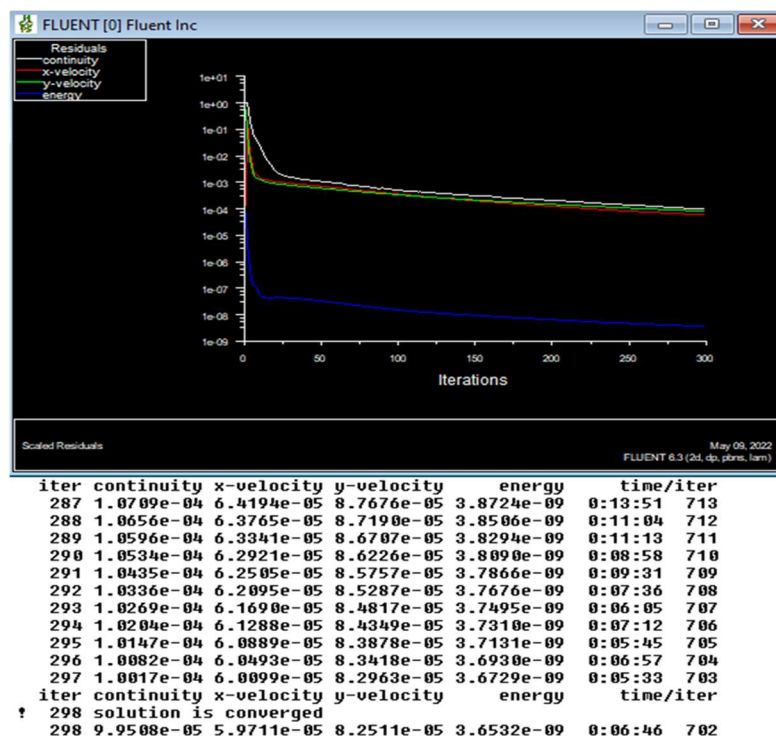 FLUENT [0] Fluent Inc
Residuals
continuity
x-velocity
y-velocity
energy
1e+01
1e+00
1e-01
1e-02
1e-03
1e-04
1e-05
1e-06
1e-07
1e-08
1e-09
0 50 100 150 200 250 300
Iterations
Scaled Residuals
May 09, 2022
FLUENT 6.3 (2d, dp, pbns, lam)
iter continuity x-velocity y-velocity energy time/iter
287 1.0709e-04 6.4194e-05 8.7676e-05 3.8724e-09 0:13:51 713
288 1.0656e-04 6.3765e-05 8.7190e-05 3.8506e-09 0:11:04 712
289 1.0596e-04 6.3341e-05 8.6707e-05 3.8294e-09 0:11:13 711
290 1.0534e-04 6.2921e-05 8.6226e-05 3.8090e-09 0:08:58 710
291 1.0435e-04 6.2505e-05 8.5757e-05 3.7866e-09 0:09:31 709
292 1.0336e-04 6.2095e-05 8.5287e-05 3.7676e-09 0:07:36 708
293 1.0269e-04 6.1690e-05 8.4817e-05 3.7495e-09 0:06:05 707
294 1.0204e-04 6.1288e-05 8.4349e-05 3.7310e-09 0:07:12 706
295 1.0147e-04 6.0889e-05 8.3878e-05 3.7131e-09 0:05:45 705
296 1.0082e-04 6.0493e-05 8.3418e-05 3.6930e-09 0:06:57 704
297 1.0017e-04 6.0099e-05 8.2963e-05 3.6729e-09 0:05:33 703
iter continuity x-velocity y-velocity energy time/iter
! 298 solution is converged
298 9.9508e-05 5.9711e-05 8.2511e-05 3.6532e-09 0:06:46 702